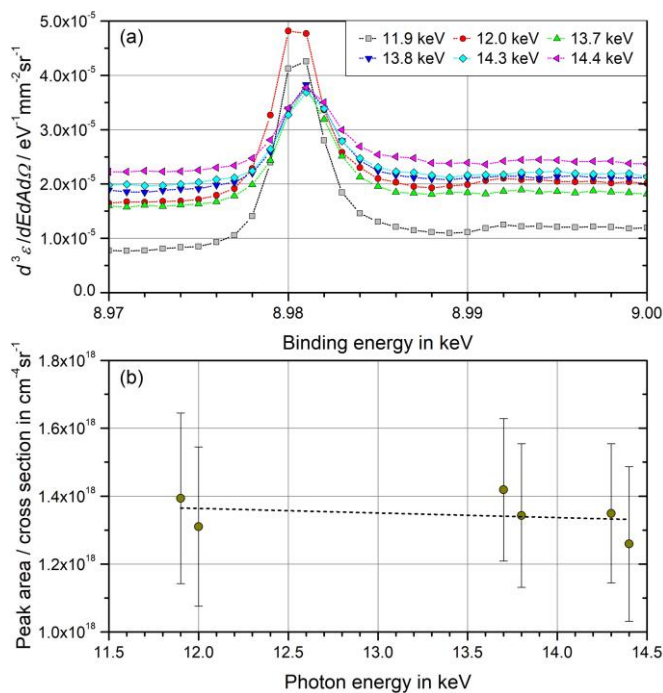 (a)
11.9 keV 12.0 keV 13.7 keV
13.8 keV 14.3 keV 14.4 keV
5.0x10⁻⁵
4.0x10⁻⁵
3.0x10⁻⁵
2.0x10⁻⁵
1.0x10⁻⁵
0.0
d³ε/dEdAdΩ / eV⁻¹mm⁻²sr⁻¹
8.97 8.98 8.99 9.00
Binding energy in keV
(b)
1.8x10¹⁸
1.6x10¹⁸
1.4x10¹⁸
1.2x10¹⁸
1.0x10¹⁸
Peak area / cross section in cm⁻⁴sr⁻¹
11.5 12.0 12.5 13.0 13.5 14.0 14.5
Photon energy in keV